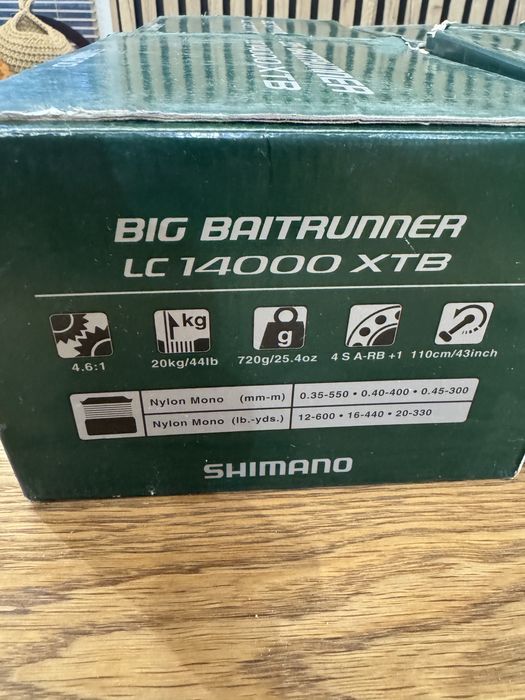 BIG BAITRUNNER
LC 14000 XTB
kg
g
4.6:1
20kg/44lb
720g/25.4oz
4 S A-RB +1
110cm/43inch
Nylon Mono (mm-m) 0.35-550 • 0.40-400 • 0.45-300
Nylon Mono (lb.-yds.) 12-600 • 16-440 • 20-330
SHIMANO